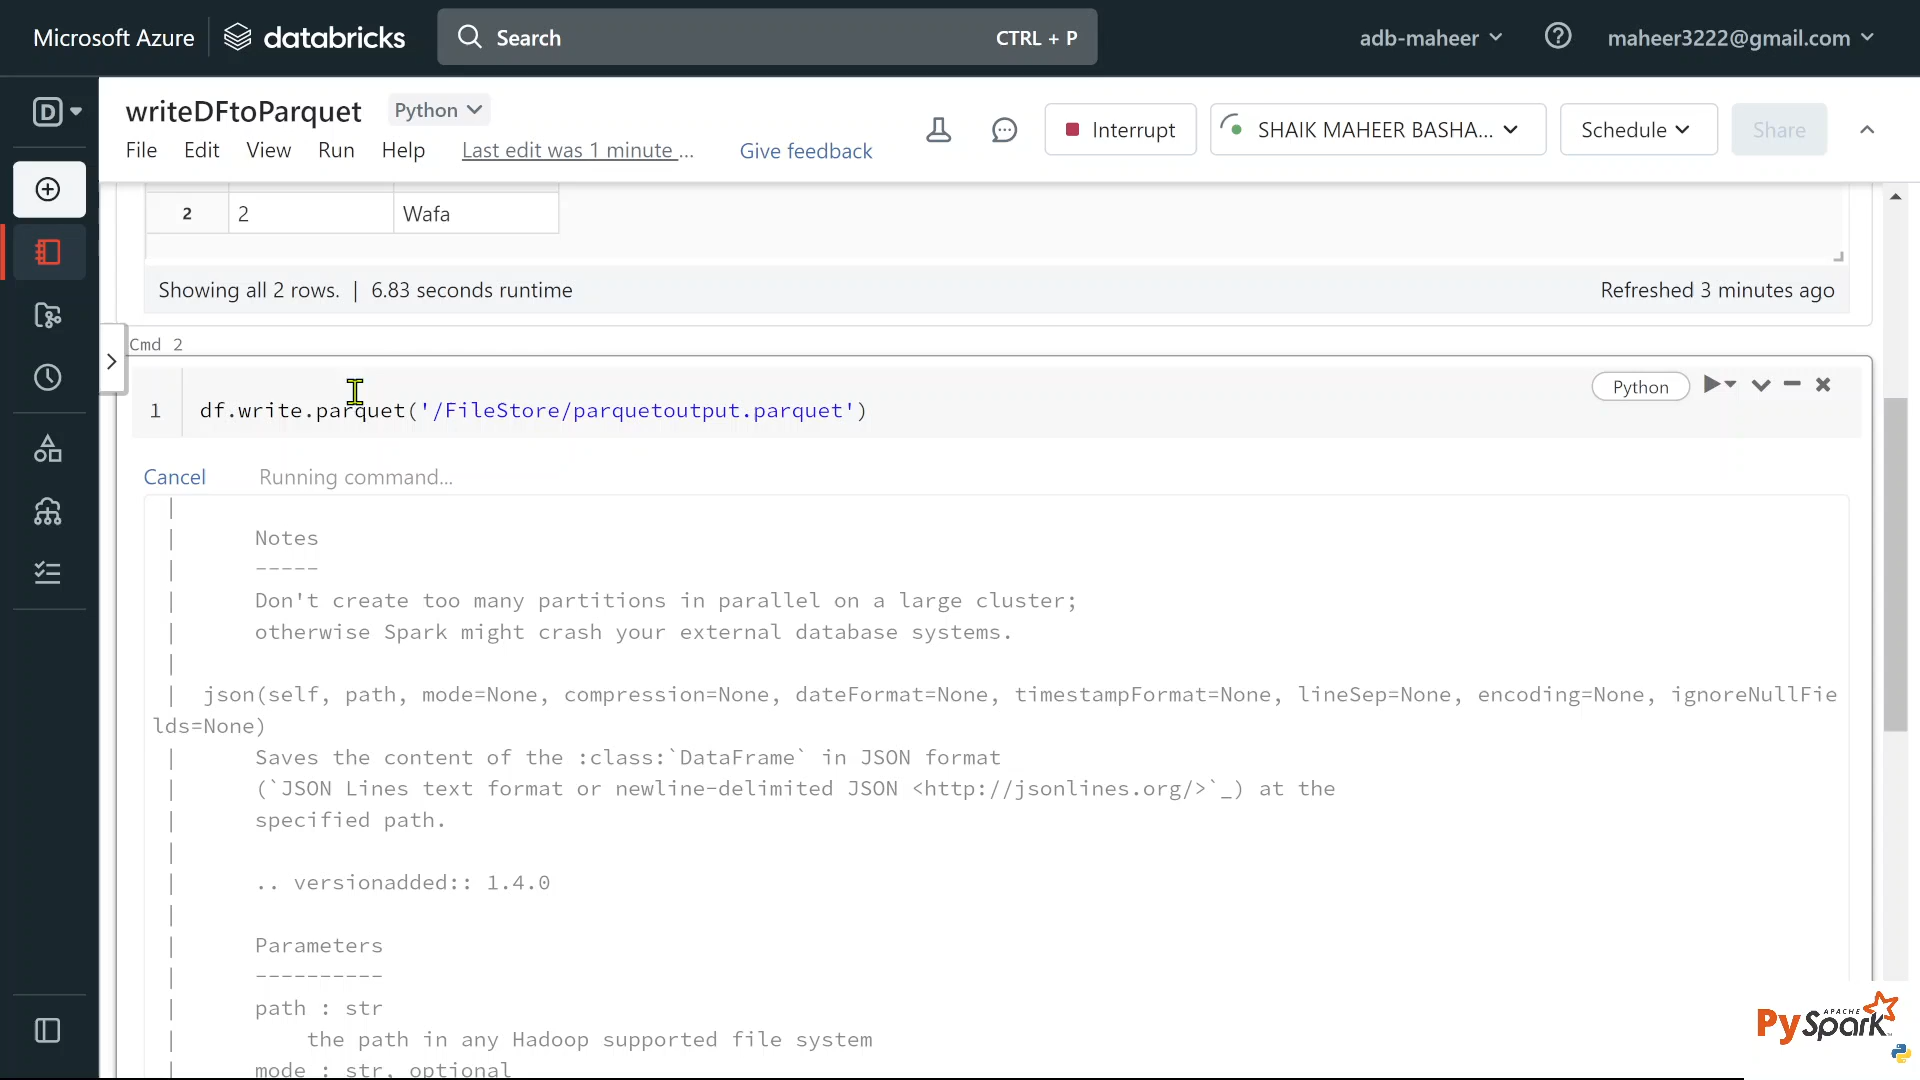 Microsoft Azure databricks Search CTRL + P adb-maheer maheer3222@gmail.com
D
writeDFtoParquet Python
File Edit View Run Help Last edit was 1 minute ... Give feedback Interrupt SHAIK MAHEER BASHA... Schedule Share
2 2 Wafa
Showing all 2 rows. | 6.83 seconds runtime Refreshed 3 minutes ago
Cmd 2
Python
1 df.write.parquet('/FileStore/parquetoutput.parquet')
Cancel Running command...
|
| Notes
| -----
| Don't create too many partitions in parallel on a large cluster;
| otherwise Spark might crash your external database systems.
|
| json(self, path, mode=None, compression=None, dateFormat=None, timestampFormat=None, lineSep=None, encoding=None, ignoreNullFie
lds=None)
| Saves the content of the :class:`DataFrame` in JSON format
| (`JSON Lines text format or newline-delimited JSON <http://jsonlines.org/>`_) at the
| specified path.
|
| .. versionadded:: 1.4.0
|
| Parameters
| ----------
| path : str
| the path in any Hadoop supported file system
| mode : str, optional
APACHE
PySpark